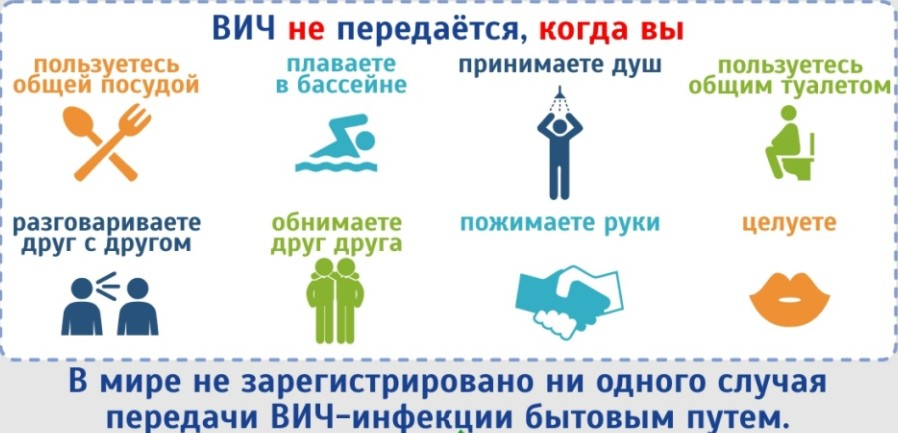 ВИЧ не передаётся, когда вы
пользуетесь
общей посудой
плаваете
в бассейне
принимаете душ
пользуетесь
общим туалетом
разговариваете
друг с другом
обнимаете
друг друга
пожимаете руки
целуете
В мире не зарегистрировано ни одного случая
передачи ВИЧ-инфекции бытовым путем.